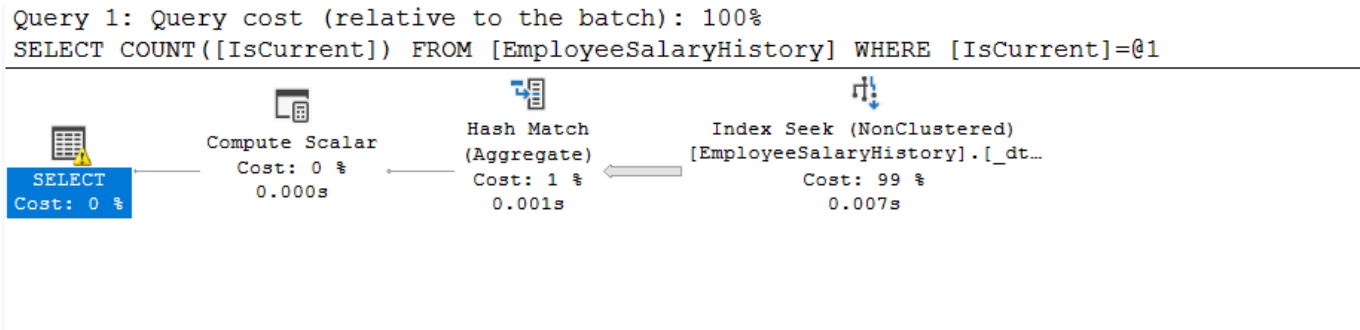 Query 1: Query cost (relative to the batch): 100%
SELECT COUNT([IsCurrent]) FROM [EmployeeSalaryHistory] WHERE [IsCurrent]=@1
SELECT
Cost: 0 %
Compute Scalar
Cost: 0 %
0.000s
Hash Match
(Aggregate)
Cost: 1 %
0.001s
Index Seek (NonClustered)
[EmployeeSalaryHistory].[_dt…
Cost: 99 %
0.007s